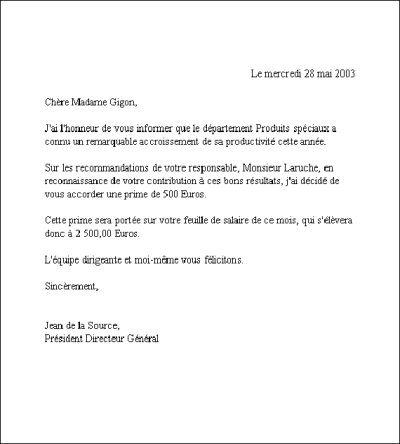 Le mercredi 28 mai 2003
Chère Madame Gigon,
J'ai l'honneur de vous informer que le département Produits spéciaux a
connu un remarquable accroissement de sa productivité cette année.
Sur les recommandations de votre responsable, Monsieur Laruche, en
reconnaissance de votre contribution à ces bons résultats, j'ai décidé de
vous accorder une prime de 500 Euros.
Cette prime sera portée sur votre feuille de salaire de ce mois, qui s'élèvera
donc à 2 500,00 Euros.
L'équipe dirigeante et moi-même vous félicitons.
Sincèrement,
Jean de la Source,
Président Directeur Général